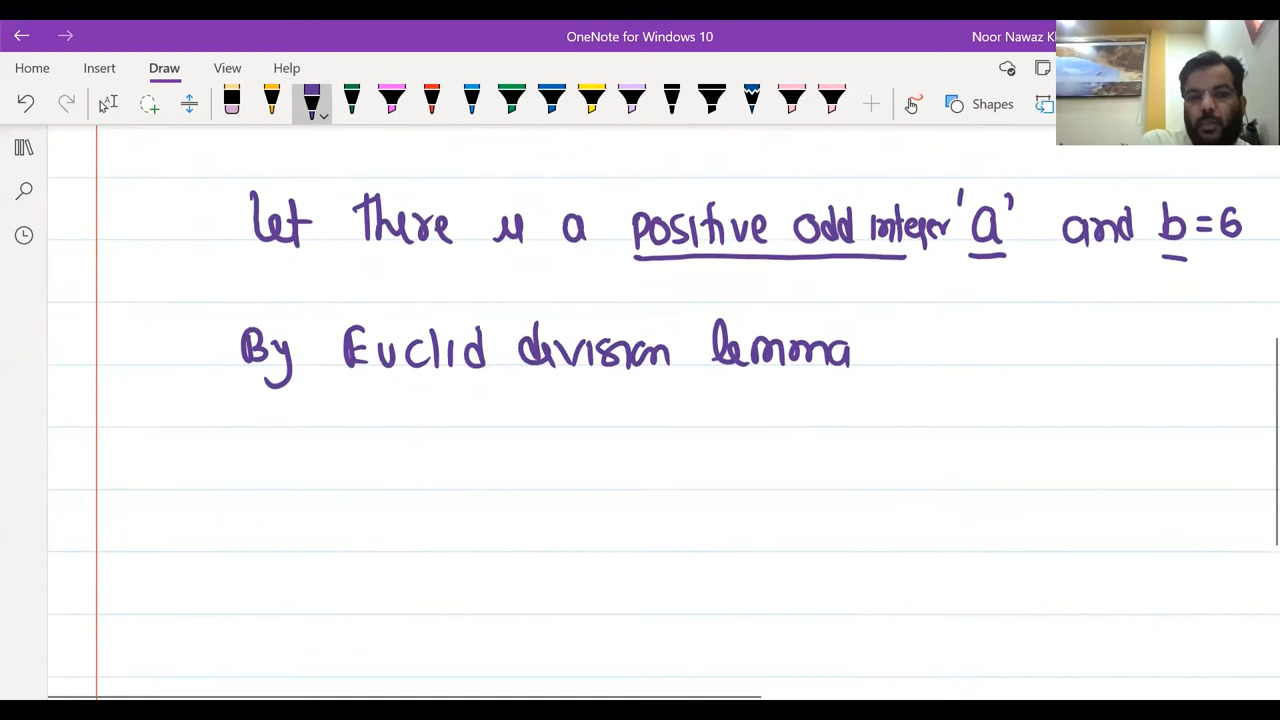 OneNote for Windows 10
Noor Nawaz Kh
Home Insert Draw View Help
Shapes
let there is a positive odd integer 'a' and b=6
By Euclid division lemma